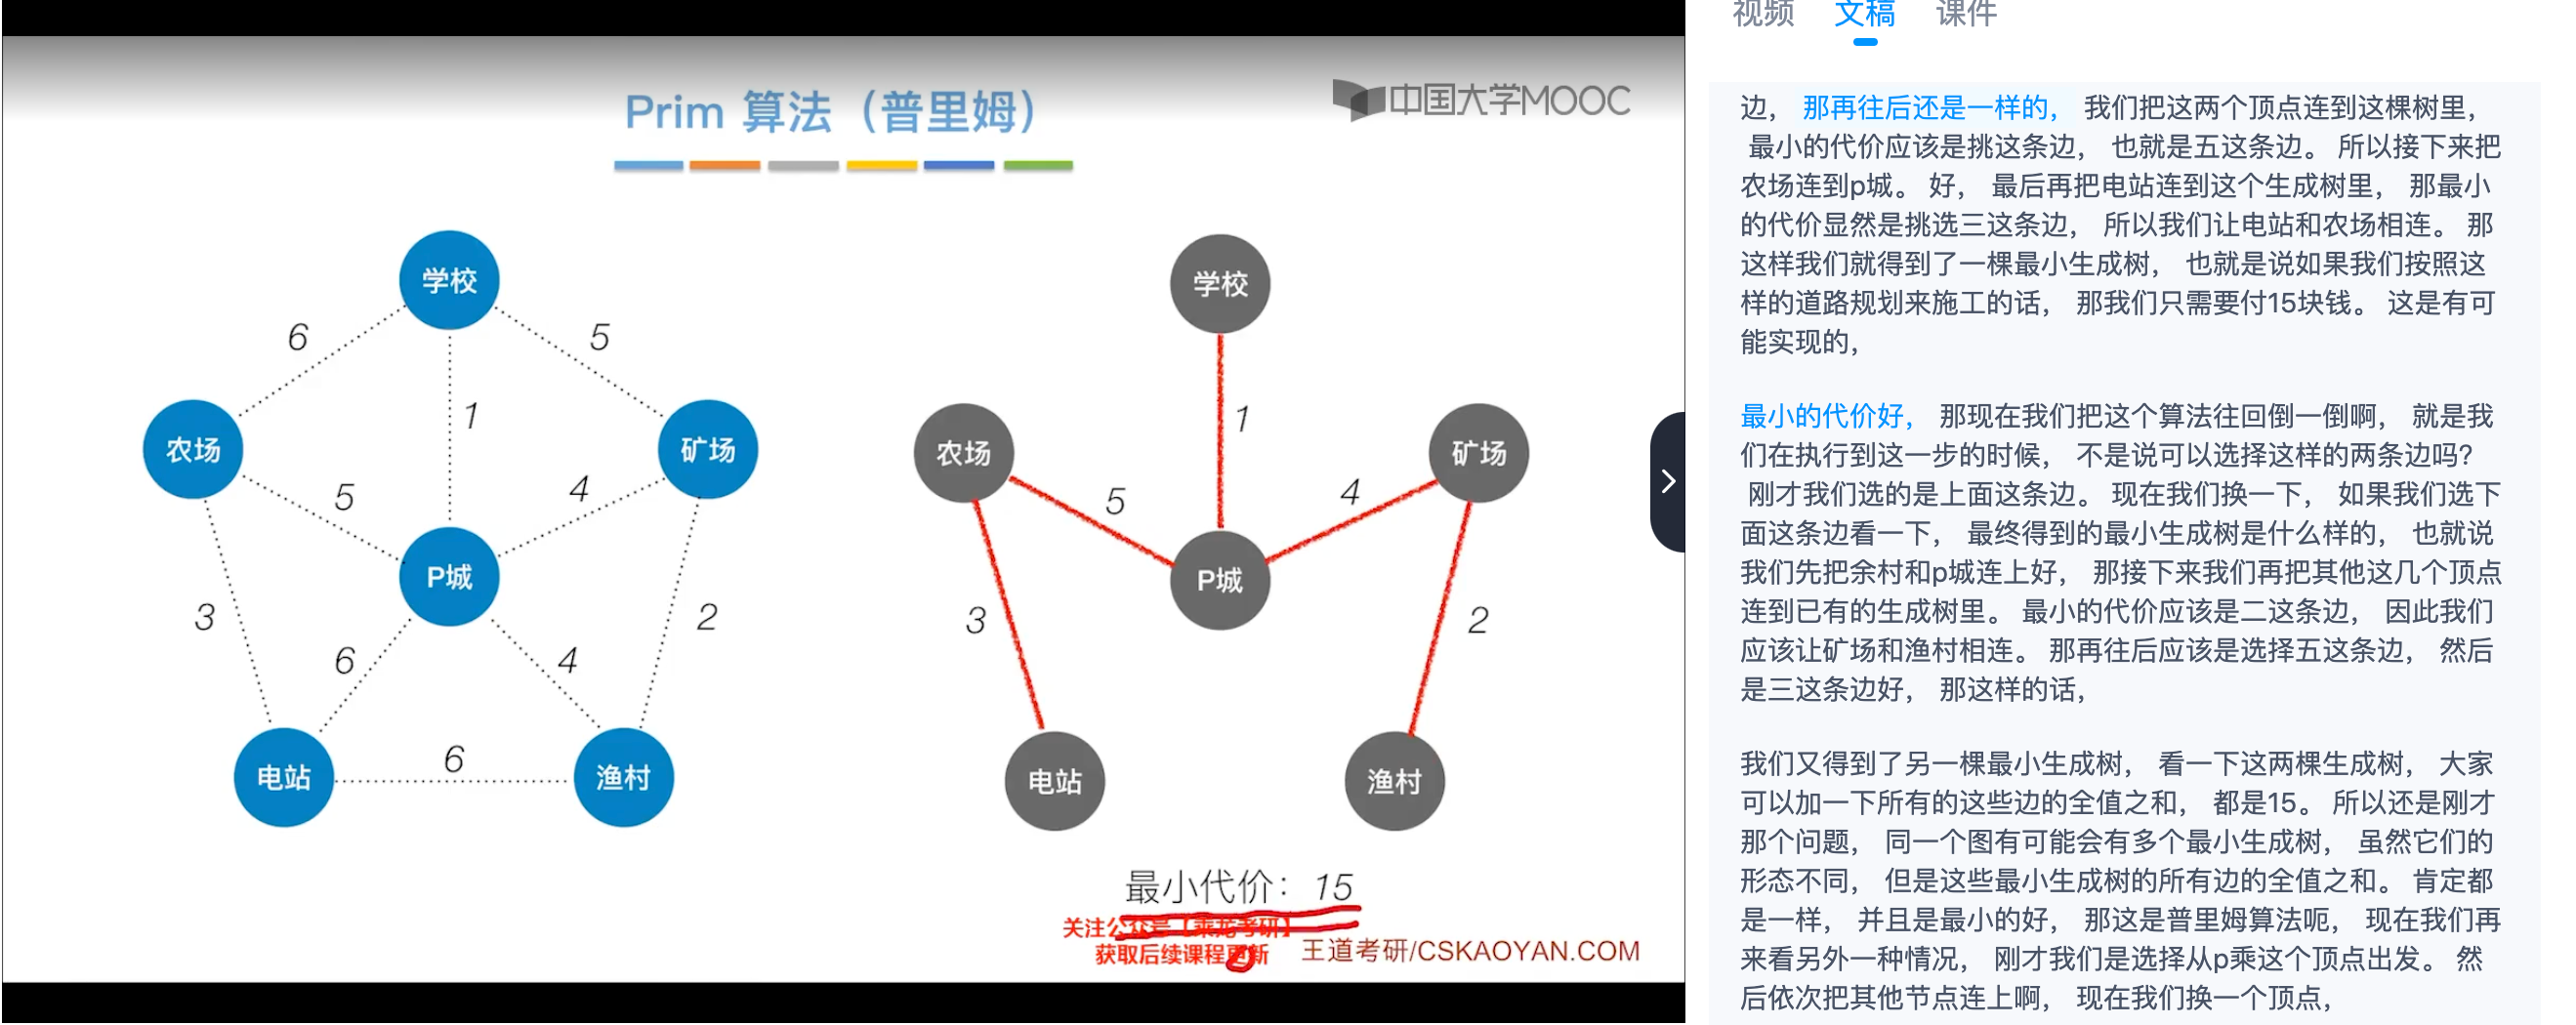 Prim 算法（普里姆）
中国大学MOOC
学校
6
5
农场
1
矿场
5
4
P城
3
2
6
4
电站
6
渔村
学校
农场
1
矿场
5
4
P城
3
2
电站
渔村
最小代价：15
关注公众号【乘龙考研】
获取后续课程更新
王道考研/CSKAOYAN.COM
视频 文稿 课件
边， 那再往后还是一样的， 我们把这两个顶点连到这棵树里，
最小的代价应该是挑这条边， 也就是五这条边。 所以接下来把
农场连到p城。 好， 最后再把电站连到这个生成树里， 那最小
的代价显然是挑选三这条边， 所以我们让电站和农场相连。 那
这样我们就得到了一棵最小生成树， 也就是说如果我们按照这
样的道路规划来施工的话， 那我们只需要付15块钱。 这是有可
能实现的，
最小的代价好， 那现在我们把这个算法往回倒一倒啊， 就是我
们在执行到这一步的时候， 不是说可以选择这样的两条边吗？
刚才我们选的是上面这条边。 现在我们换一下， 如果我们选下
面这条边看一下， 最终得到的最小生成树是什么样的， 也就说
我们先把余村和p城连上好， 那接下来我们再把其他这几个顶点
连到已有的生成树里。 最小的代价应该是二这条边， 因此我们
应该让矿场和渔村相连。 那再往后应该是选择五这条边， 然后
是三这条边好， 那这样的话，
我们又得到了另一棵最小生成树， 看一下这两棵生成树， 大家
可以加一下所有的这些边的全值之和， 都是15。 所以还是刚才
那个问题， 同一个图有可能会有多个最小生成树， 虽然它们的
形态不同， 但是这些最小生成树的所有边的全值之和。 肯定都
是一样， 并且是最小的好， 那这是普里姆算法呃， 现在我们再
来看另外一种情况， 刚才我们是选择从p乘这个顶点出发。 然
后依次把其他节点连上啊， 现在我们换一个顶点，